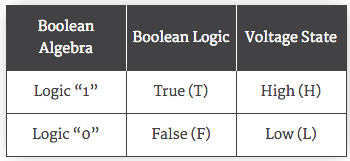 Boolean Algebra Boolean Logic Voltage State
Logic “1” True (T) High (H)
Logic “0” False (F) Low (L)